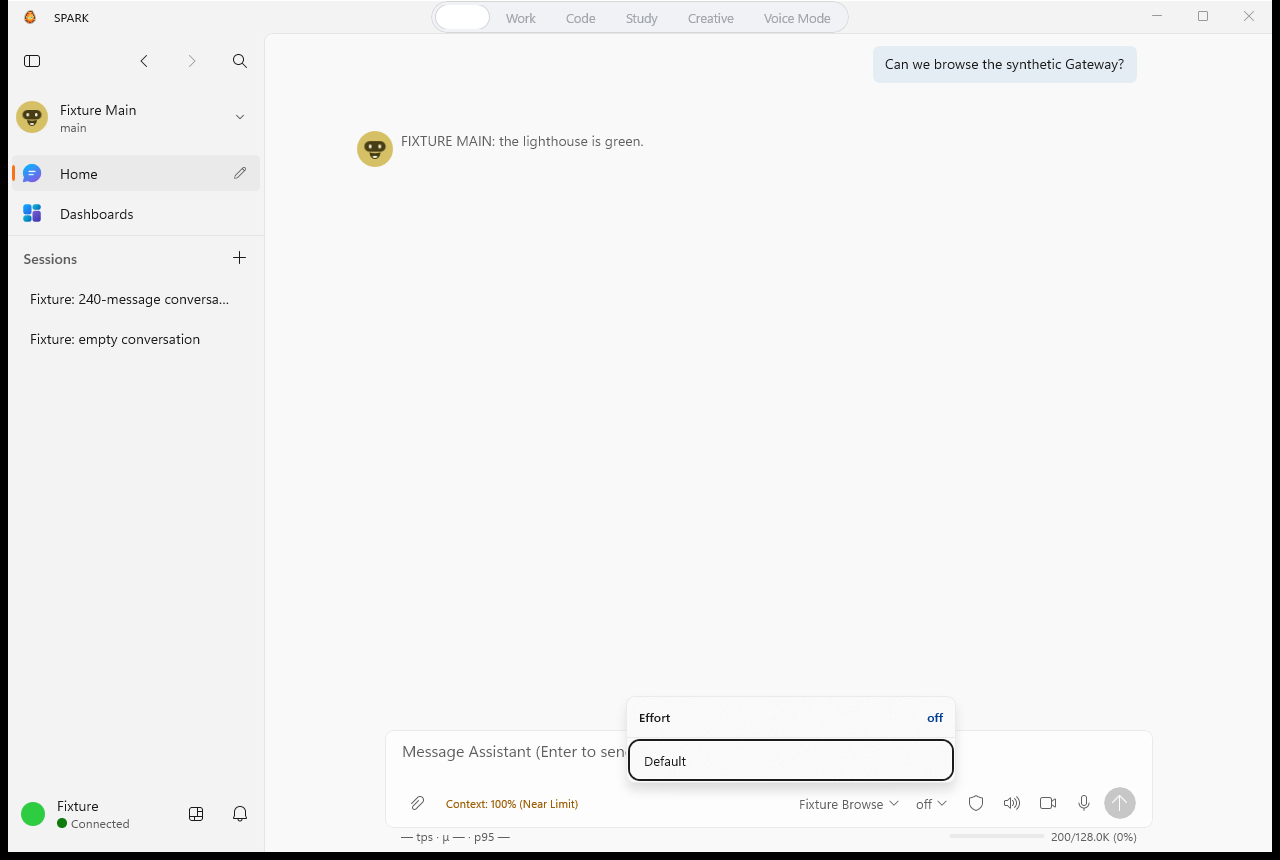 SPARK
Work
Code
Study
Creative
Voice Mode
Fixture Main
main
Home
Dashboards
Sessions
Fixture: 240-message conversa...
Fixture: empty conversation
Fixture
Connected
Can we browse the synthetic Gateway?
FIXTURE MAIN: the lighthouse is green.
Effort
off
Default
Message Assistant (Enter to sen
Context: 100% (Near Limit)
Fixture Browse
off
— tps · μ — · p95 —
200/128.0K (0%)